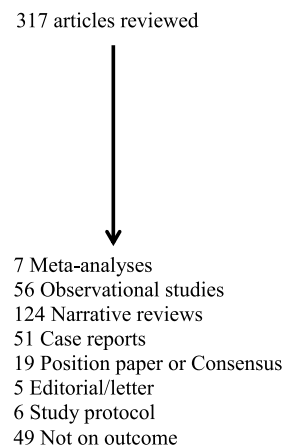 317 articles reviewed
7 Meta-analyses
56 Observational studies
124 Narrative reviews
51 Case reports
19 Position paper or Consensus
5 Editorial/letter
6 Study protocol
49 Not on outcome